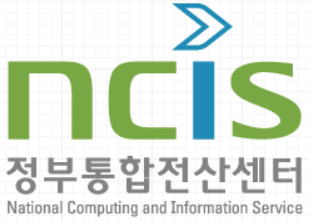 ncis
정부통합전산센터
National Computing and Information Service